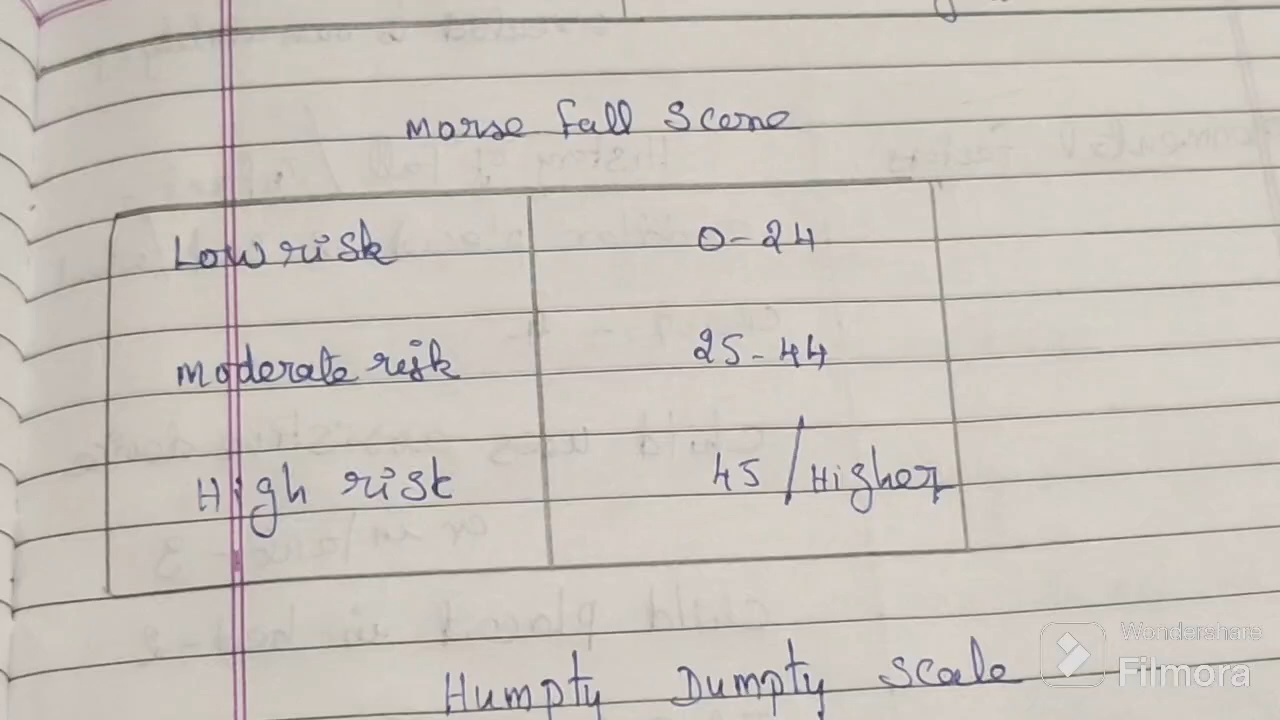 Morse Fall Score
Low risk 0-24
Moderate risk 25-44
High risk 45/Higher
Humpty Dumpty Scale
Wondershare
Filmora